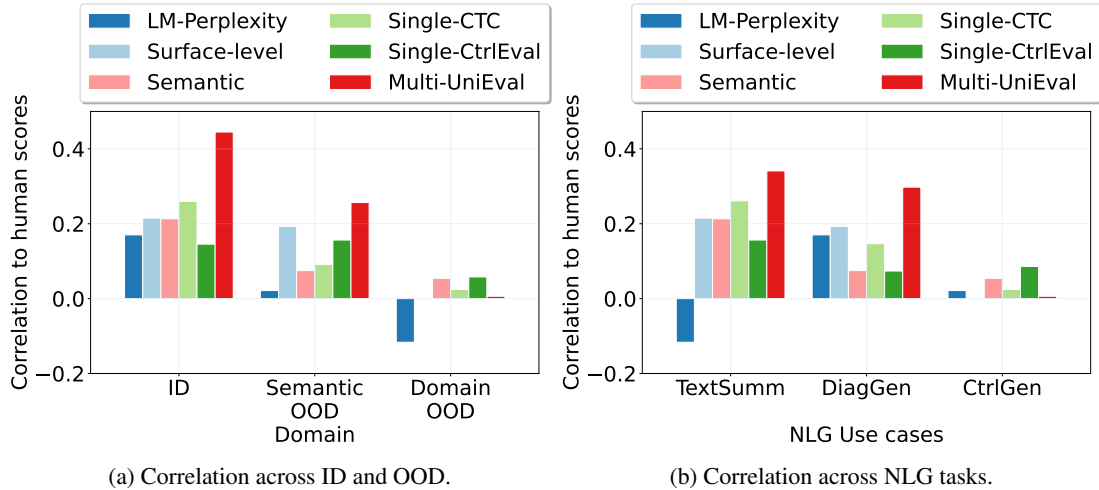 LM-Perplexity
Surface-level
Semantic
Single-CTC
Single-CtrlEval
Multi-UniEval
Correlation to human scores
0.4
0.2
0.0
−0.2
ID
Semantic
OOD
Domain
OOD
Domain
(a) Correlation across ID and OOD.
LM-Perplexity
Surface-level
Semantic
Single-CTC
Single-CtrlEval
Multi-UniEval
Correlation to human scores
0.4
0.2
0.0
−0.2
TextSumm
DiagGen
CtrlGen
NLG Use cases
(b) Correlation across NLG tasks.